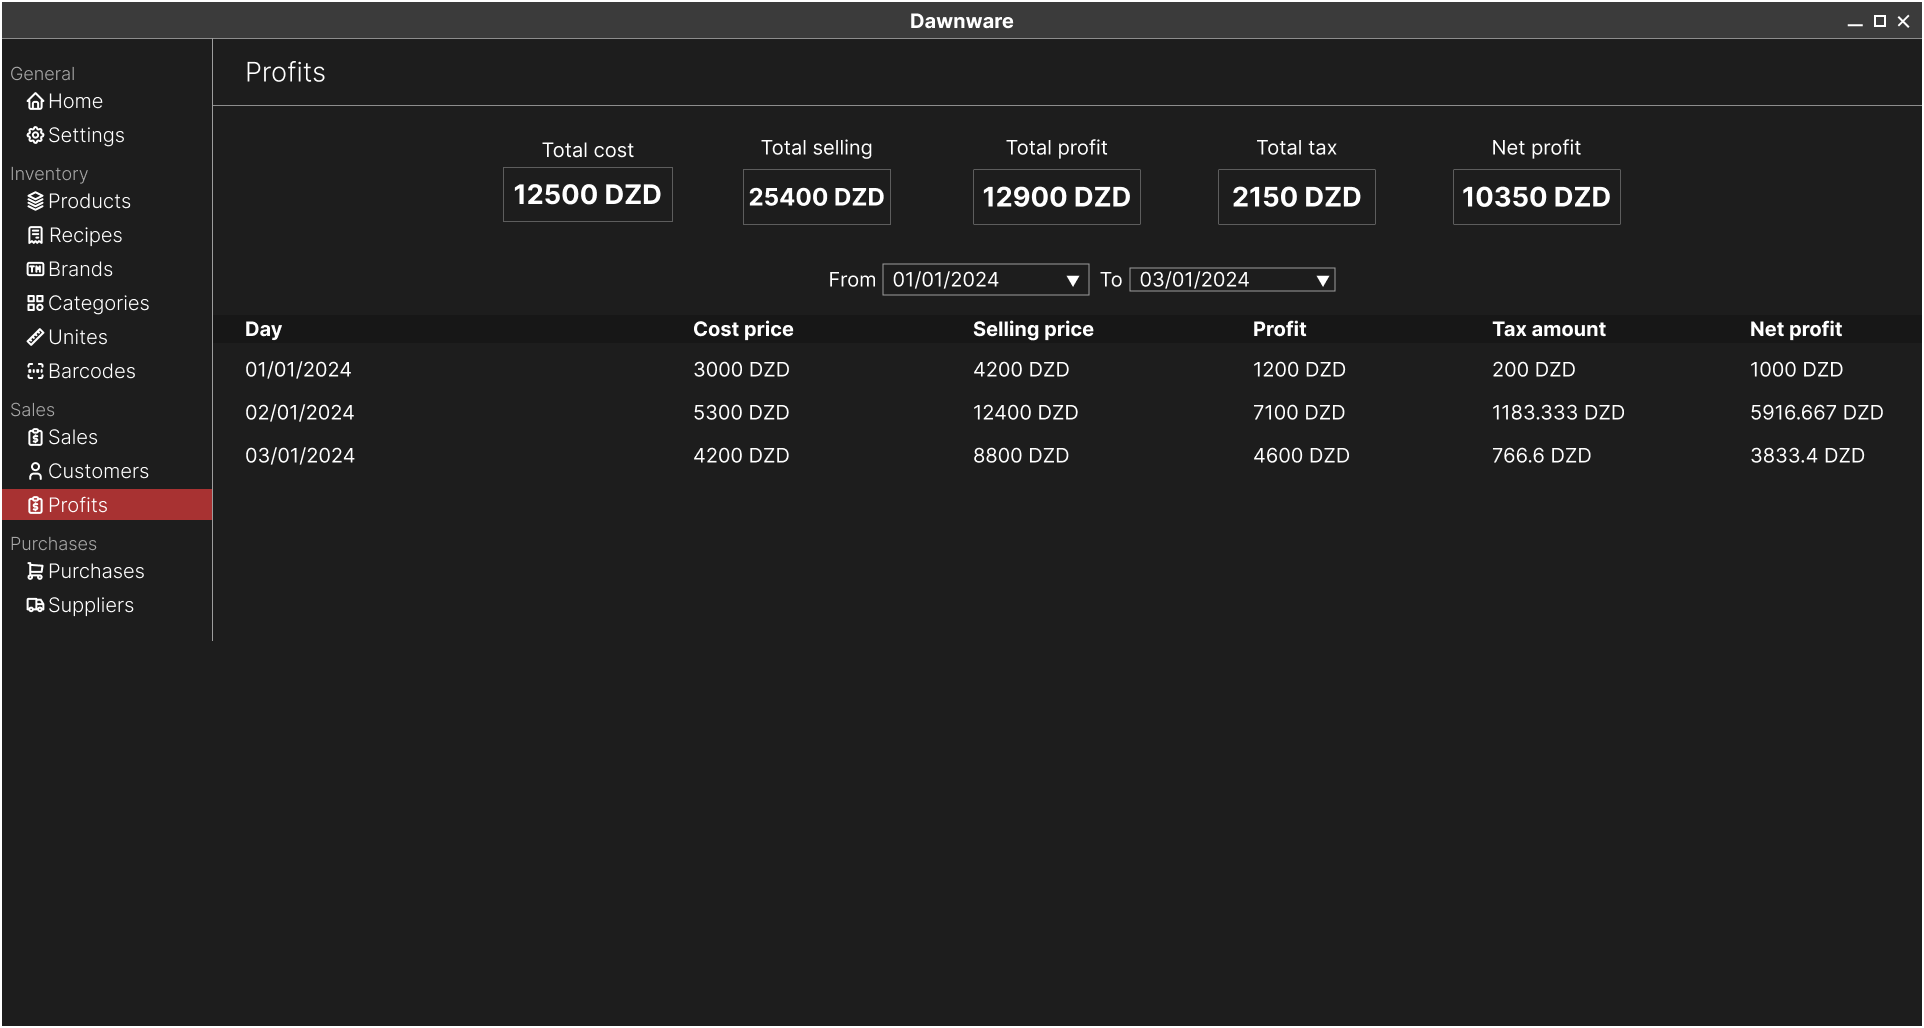 Dawnware
General
Home
Settings
Inventory
Products
Recipes
Brands
Categories
Unites
Barcodes
Sales
Sales
Customers
Profits
Purchases
Purchases
Suppliers
Profits
Total cost Total selling Total profit Total tax Net profit
12500 DZD 25400 DZD 12900 DZD 2150 DZD 10350 DZD
From 01/01/2024 To 03/01/2024
Day Cost price Selling price Profit Tax amount Net profit
01/01/2024 3000 DZD 4200 DZD 1200 DZD 200 DZD 1000 DZD
02/01/2024 5300 DZD 12400 DZD 7100 DZD 1183.333 DZD 5916.667 DZD
03/01/2024 4200 DZD 8800 DZD 4600 DZD 766.6 DZD 3833.4 DZD